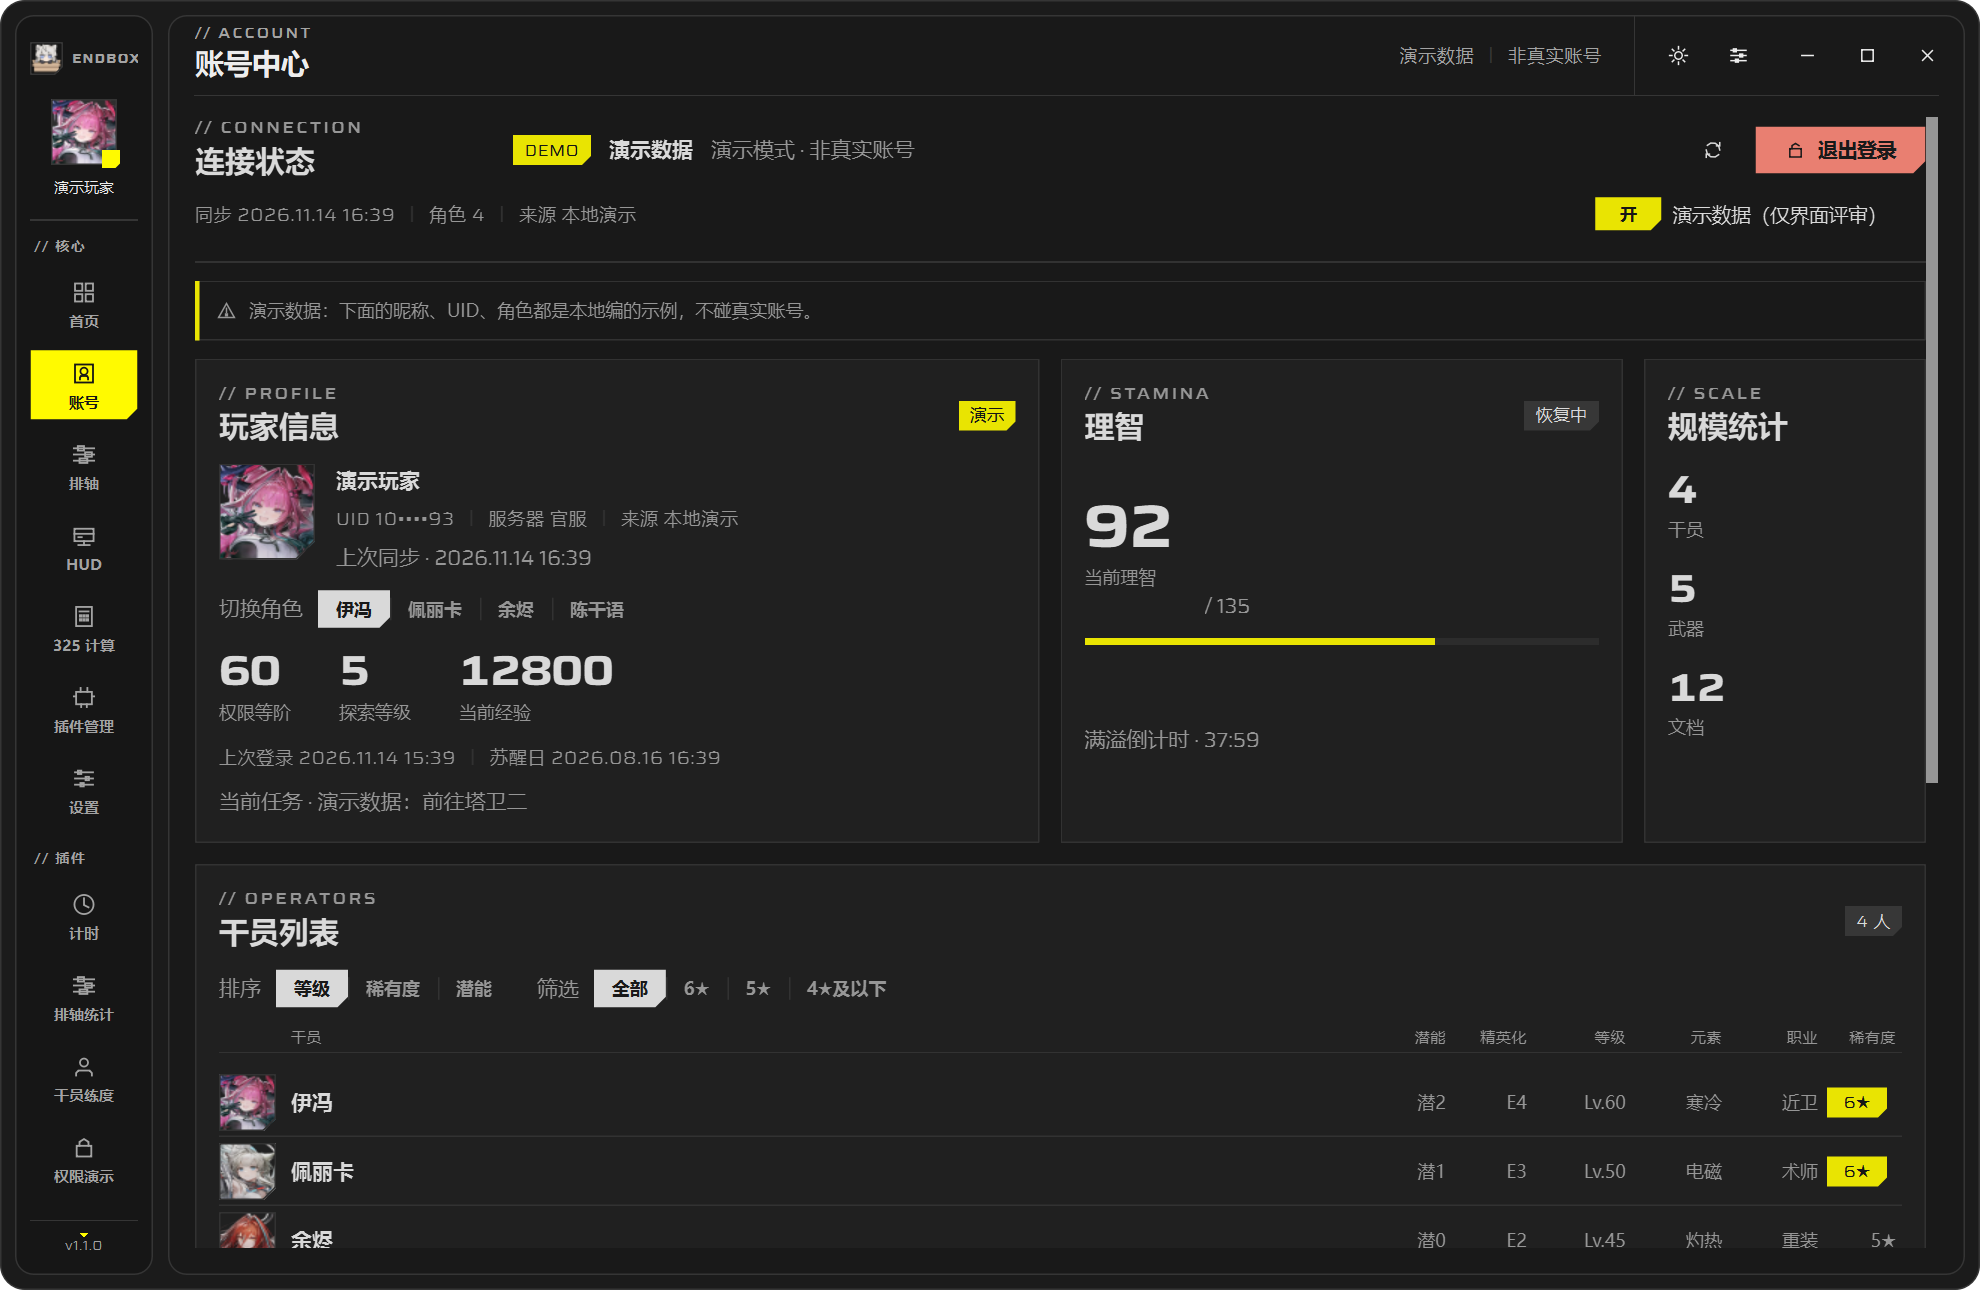 ENDBOX
演示玩家
// 核心
首页
账号
排轴
HUD
325 计算
插件管理
设置
// 插件
计时
排轴统计
干员练度
权限演示
v1.1.0
// ACCOUNT
账号中心
演示数据
非真实账号
// CONNECTION
连接状态
DEMO 演示数据 演示模式 · 非真实账号
退出登录
同步 2026.11.14 16:39 角色 4 来源 本地演示
开 演示数据（仅界面评审）
演示数据：下面的昵称、UID、角色都是本地编的示例，不碰真实账号。
// PROFILE
玩家信息
演示
演示玩家
UID 10••••93 服务器 官服 来源 本地演示
上次同步 · 2026.11.14 16:39
切换角色 伊冯 佩丽卡 余烬 陈千语
60 5 12800
权限等阶 探索等级 当前经验
上次登录 2026.11.14 15:39 苏醒日 2026.08.16 16:39
当前任务 · 演示数据：前往塔卫二
// STAMINA
理智
恢复中
92
当前理智
/ 135
满溢倒计时 · 37:59
// SCALE
规模统计
4
干员
5
武器
12
文档
// OPERATORS
干员列表
4 人
排序 等级 稀有度 潜能 筛选 全部 6★ 5★ 4★及以下
干员 潜能 精英化 等级 元素 职业 稀有度
伊冯 潜2 E4 Lv.60 寒冷 近卫 6★
佩丽卡 潜1 E3 Lv.50 电磁 术师 6★
余烬 潜0 E2 Lv.45 灼热 重装 5★